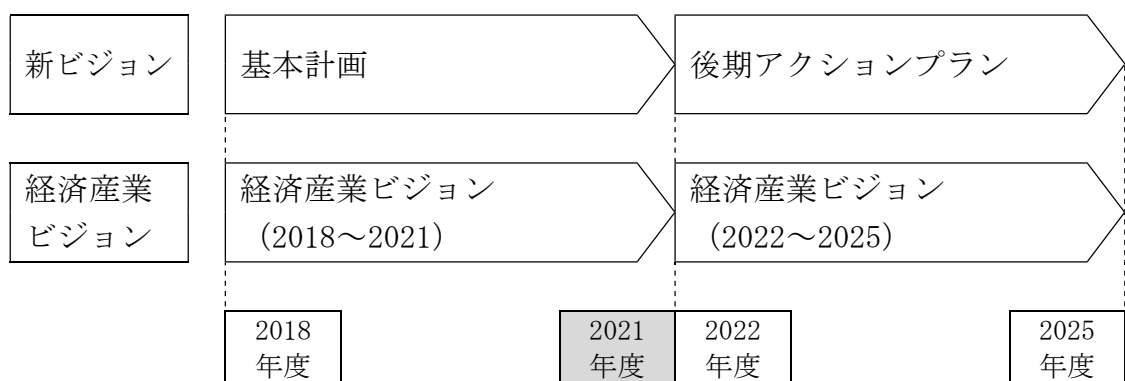 新ビジョン
基本計画
後期アクションプラン
経済産業
ビジョン
経済産業ビジョン
（2018～2021）
経済産業ビジョン
（2022～2025）
2018
年度
2021
年度
2022
年度
2025
年度